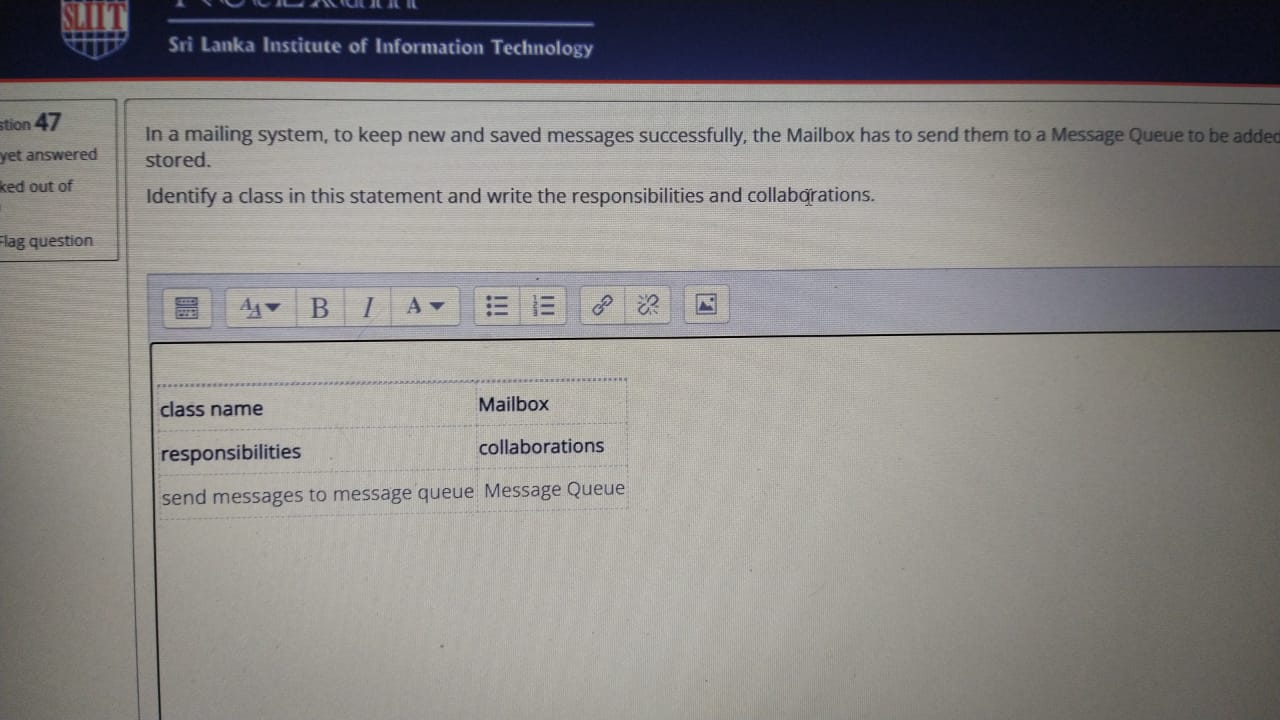 SLIIT
Sri Lanka Institute of Information Technology
stion 47
yet answered
ked out of
Flag question
In a mailing system, to keep new and saved messages successfully, the Mailbox has to send them to a Message Queue to be added
stored.
Identify a class in this statement and write the responsibilities and collaborations.
B I A
class name Mailbox
responsibilities collaborations
send messages to message queue Message Queue